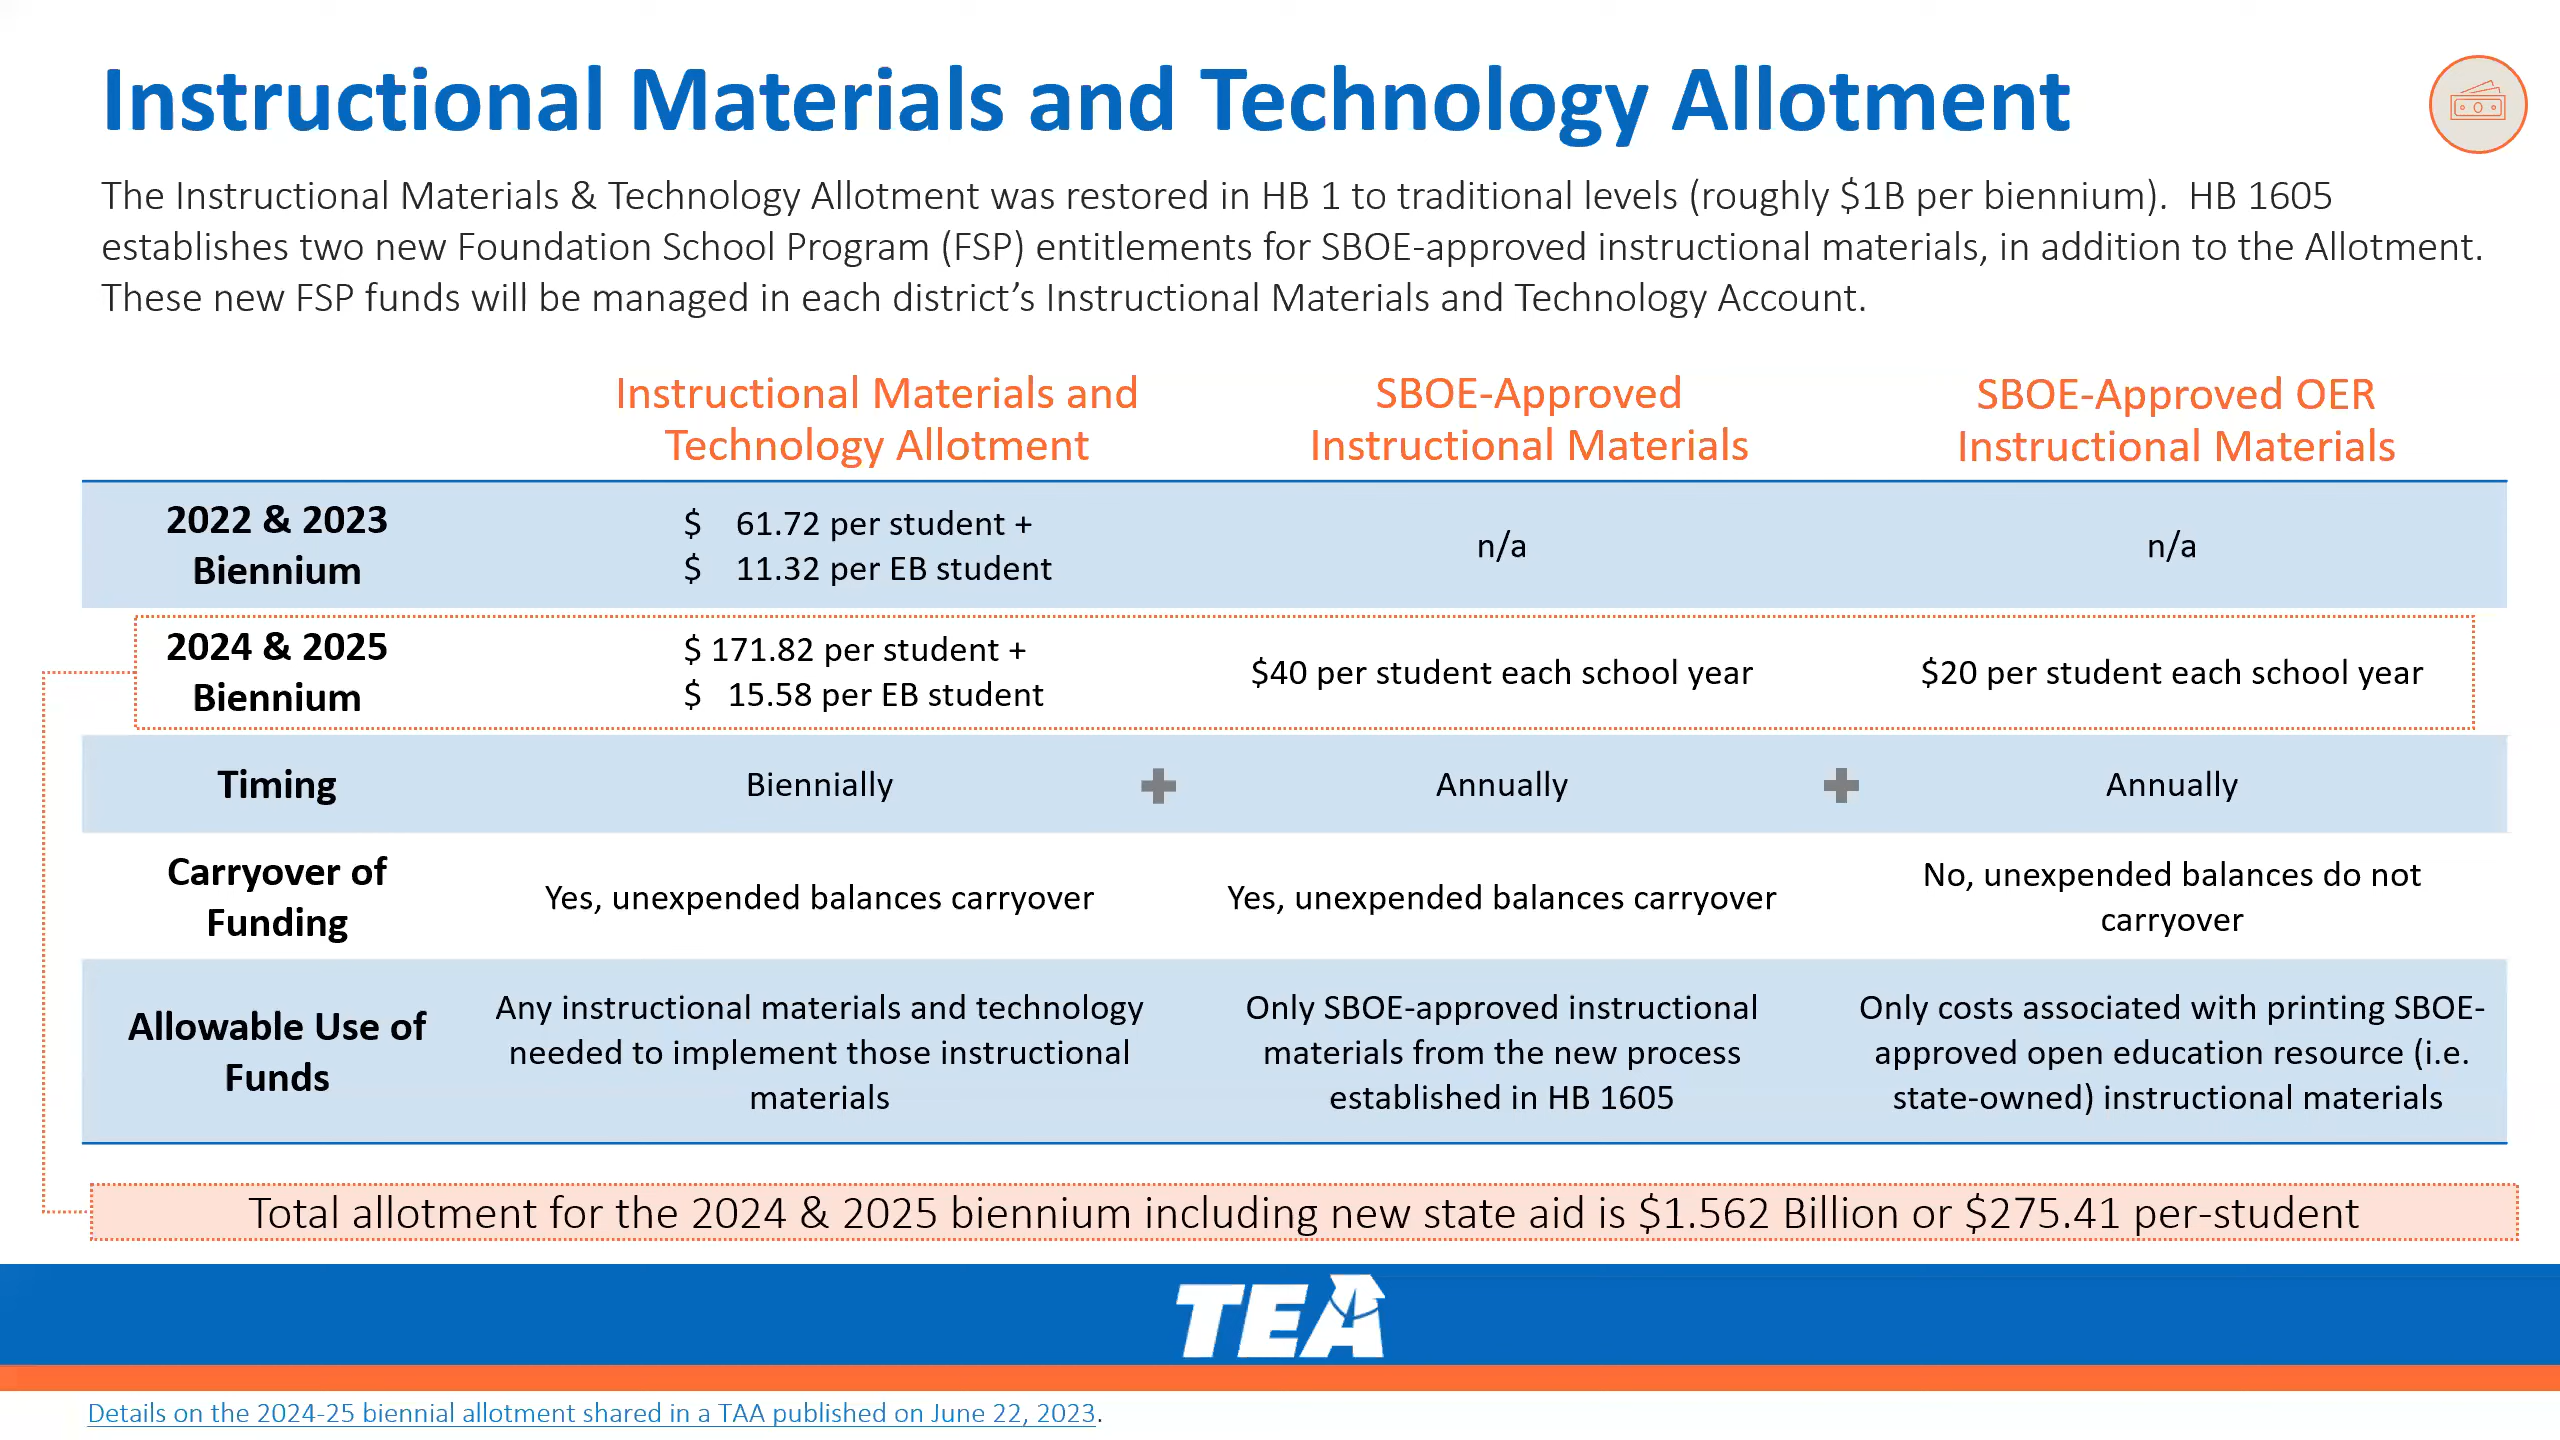 Instructional Materials and Technology Allotment
The Instructional Materials & Technology Allotment was restored in HB 1 to traditional levels (roughly $1B per biennium).  HB 1605
establishes two new Foundation School Program (FSP) entitlements for SBOE-approved instructional materials, in addition to the Allotment.
These new FSP funds will be managed in each district’s Instructional Materials and Technology Account.
Instructional Materials and
Technology Allotment
SBOE-Approved
Instructional Materials
SBOE-Approved OER
Instructional Materials
2022 & 2023
Biennium
$ 61.72 per student +
$ 11.32 per EB student
n/a
n/a
2024 & 2025
Biennium
$ 171.82 per student +
$ 15.58 per EB student
$40 per student each school year
$20 per student each school year
Timing
Biennially
Annually
Annually
Carryover of
Funding
Yes, unexpended balances carryover
Yes, unexpended balances carryover
No, unexpended balances do not
carryover
Allowable Use of
Funds
Any instructional materials and technology
needed to implement those instructional
materials
Only SBOE-approved instructional
materials from the new process
established in HB 1605
Only costs associated with printing SBOE-
approved open education resource (i.e.
state-owned) instructional materials
Total allotment for the 2024 & 2025 biennium including new state aid is $1.562 Billion or $275.41 per-student
TEA
Details on the 2024-25 biennial allotment shared in a TAA published on June 22, 2023.